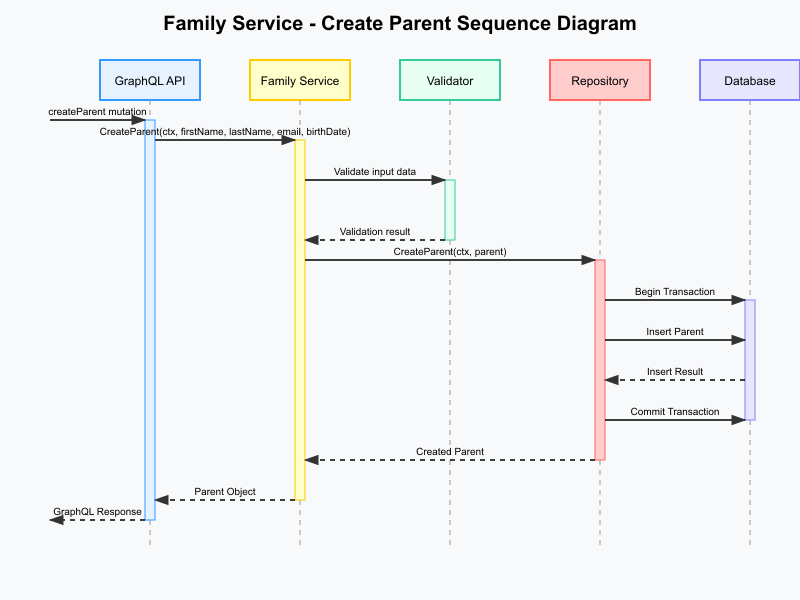 Family Service - Create Parent Sequence Diagram
GraphQL API
Family Service
Validator
Repository
Database
createParent mutation
CreateParent(ctx, firstName, lastName, email, birthDate)
Validate input data
Validation result
CreateParent(ctx, parent)
Begin Transaction
Insert Parent
Insert Result
Commit Transaction
Created Parent
Parent Object
GraphQL Response